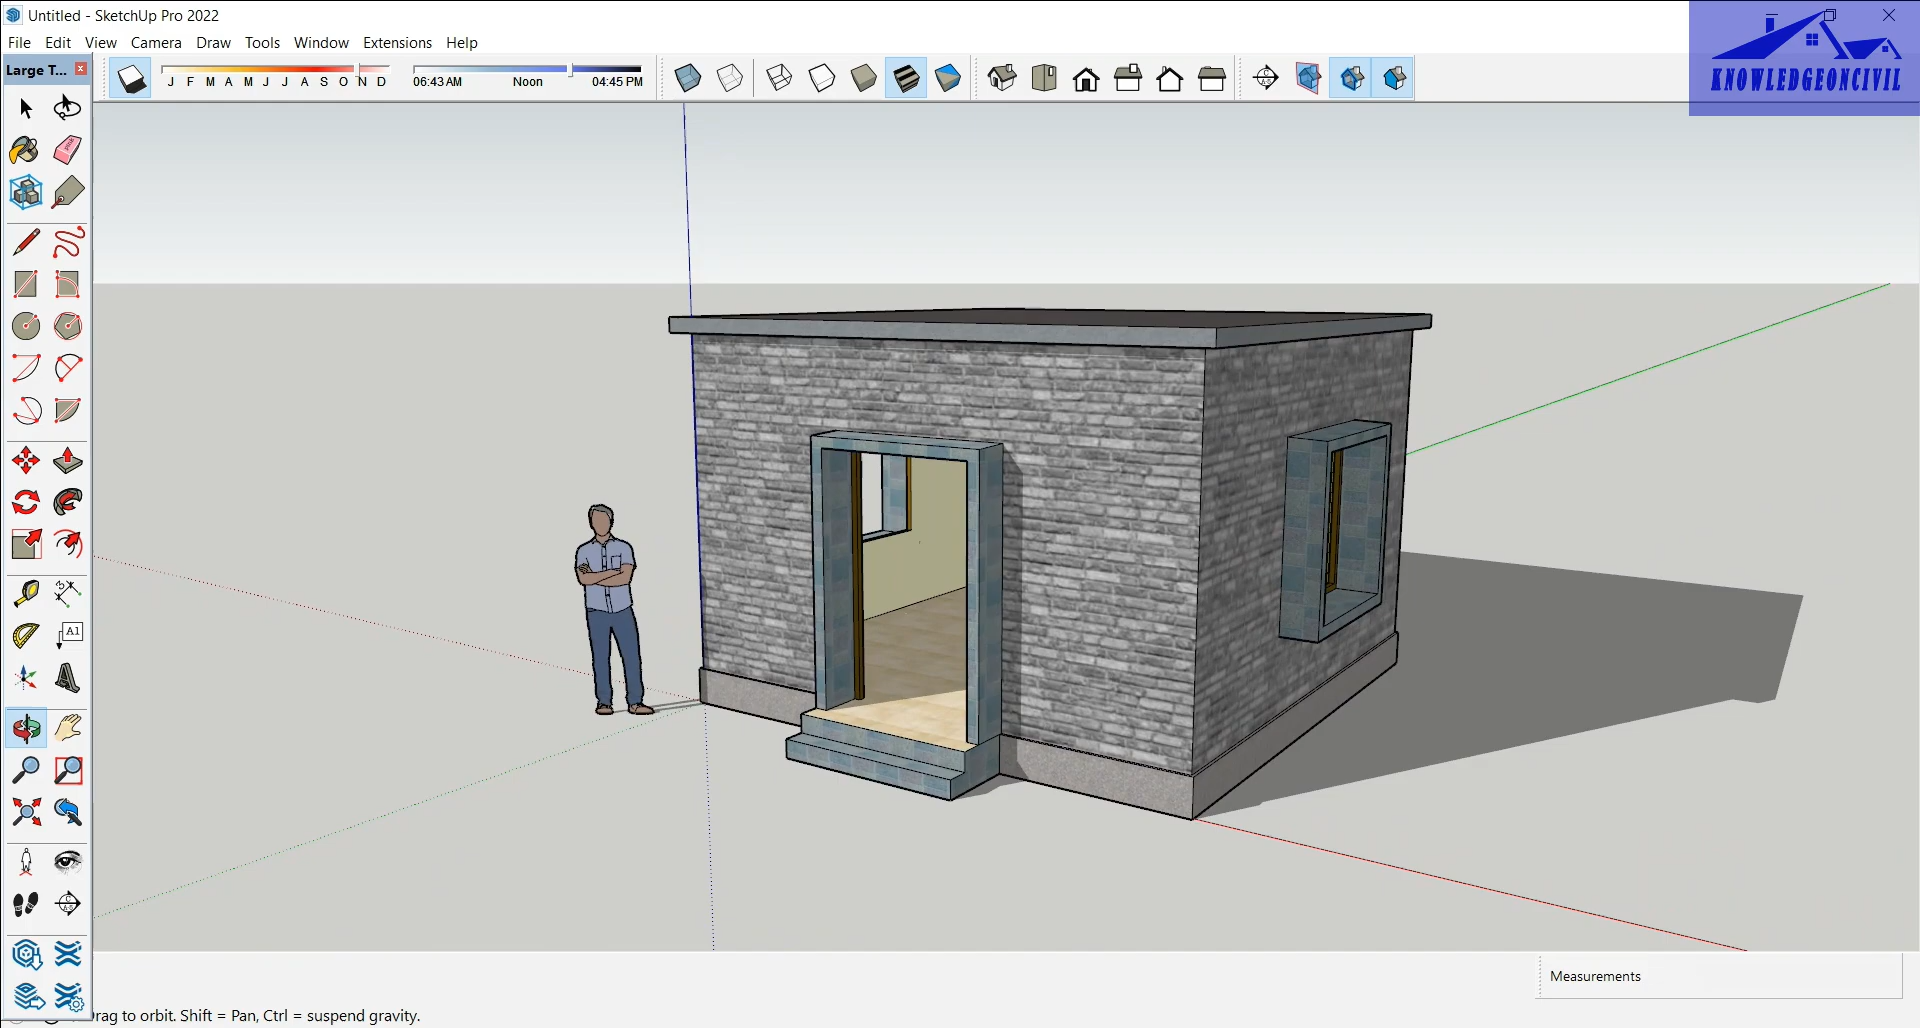 Untitled - SketchUp Pro 2022
File Edit View Camera Draw Tools Window Extensions Help
Large T...
J F M A M J J A S O N D
06:43 AM Noon 04:45 PM
KNOWLEDGEONCIVIL
A1
Measurements
Drag to orbit. Shift = Pan, Ctrl = suspend gravity.